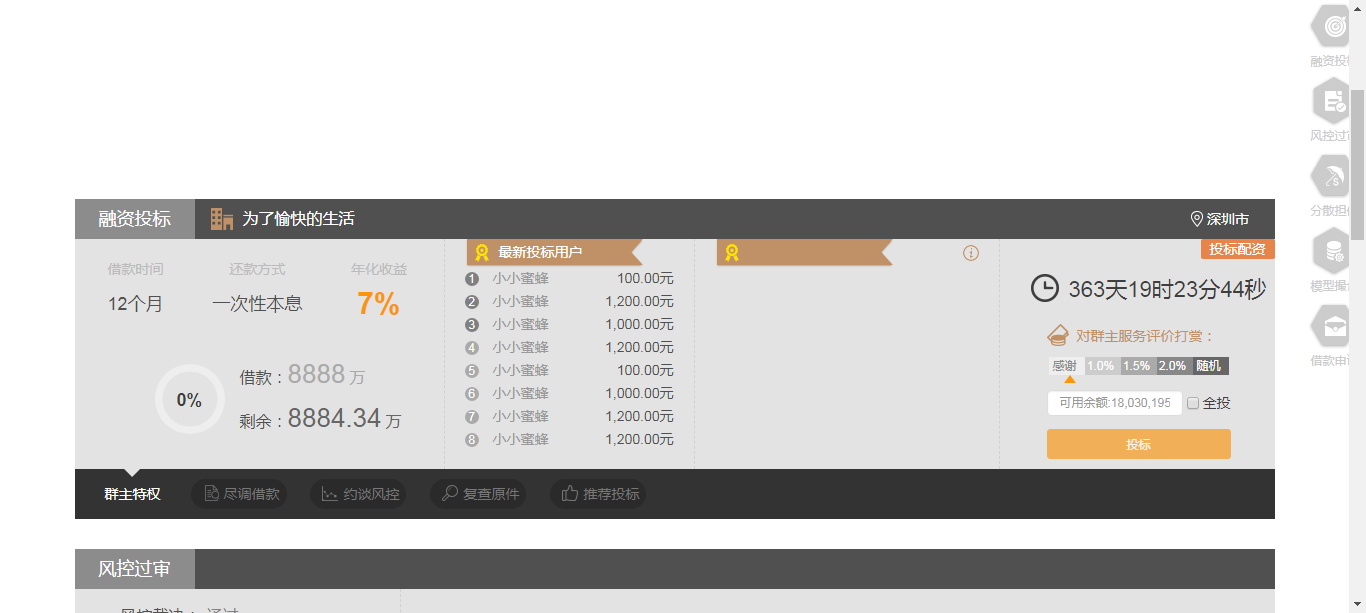 融资投标
为了愉快的生活
深圳市
借款时间
还款方式
年化收益
12个月
一次性本息
7%
0%
借款：8888 万
剩余：8884.34 万
最新投标用户
1 小小蜜蜂 100.00元
2 小小蜜蜂 1,200.00元
3 小小蜜蜂 1,000.00元
4 小小蜜蜂 1,200.00元
5 小小蜜蜂 100.00元
6 小小蜜蜂 1,000.00元
7 小小蜜蜂 1,200.00元
8 小小蜜蜂 1,200.00元
投标配资
363天19时23分44秒
对群主服务评价打赏：
感谢 1.0% 1.5% 2.0% 随机
可用余额:18,030,195
全投
投标
群主特权
尽调借款
约谈风控
复查原件
推荐投标
风控过审
风控裁决：通过
融资投
风控过
分散担
模型撮
借款申